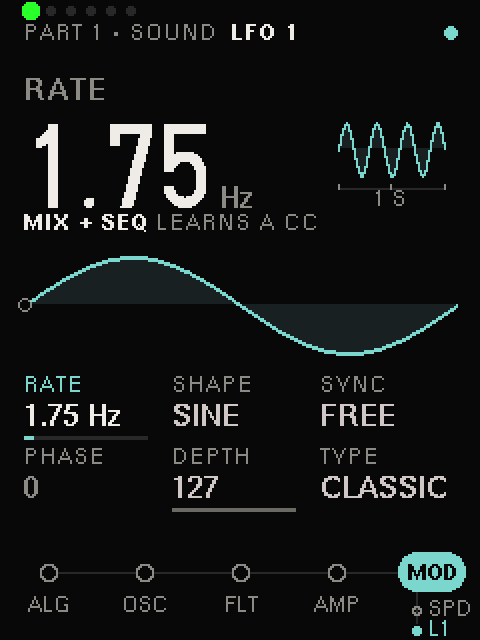 PART 1 · SOUND LFO 1
RATE
1.75 Hz
1 S
MIX + SEQ LEARNS A CC
RATE SHAPE SYNC
1.75 Hz SINE FREE
PHASE DEPTH TYPE
0 127 CLASSIC
MOD
ALG OSC FLT AMP
SPD
L1